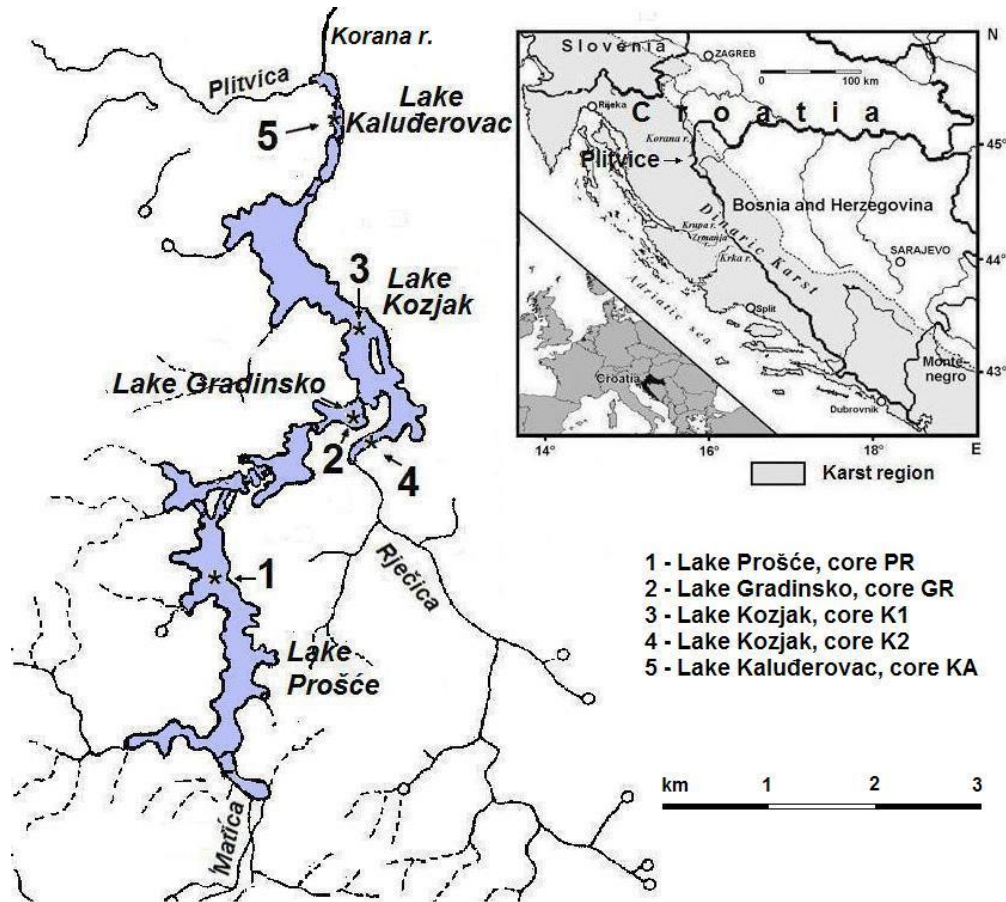 Korana r.
Plitvica
Lake
Kaluđerovac
5
3
Lake
Kozjak
Lake Gradinsko
2
4
1
Rječica
Lake
Prošće
Matica
N
Slovenia
ZAGREB
0 100 km
Rijeka
Croatia
Korana r.
45°
Plitvice
Bosnia and Herzegovina
Dinaric Karst
Krupa r.
Zrmanja
Krka r.
SARAJEVO
44°
Adriatic sea
Split
Monte-
negro
43°
Croatia
Dubrovnik
14° 16° 18° E
Karst region
1 - Lake Prošće, core PR
2 - Lake Gradinsko, core GR
3 - Lake Kozjak, core K1
4 - Lake Kozjak, core K2
5 - Lake Kaluđerovac, core KA
km 1 2 3